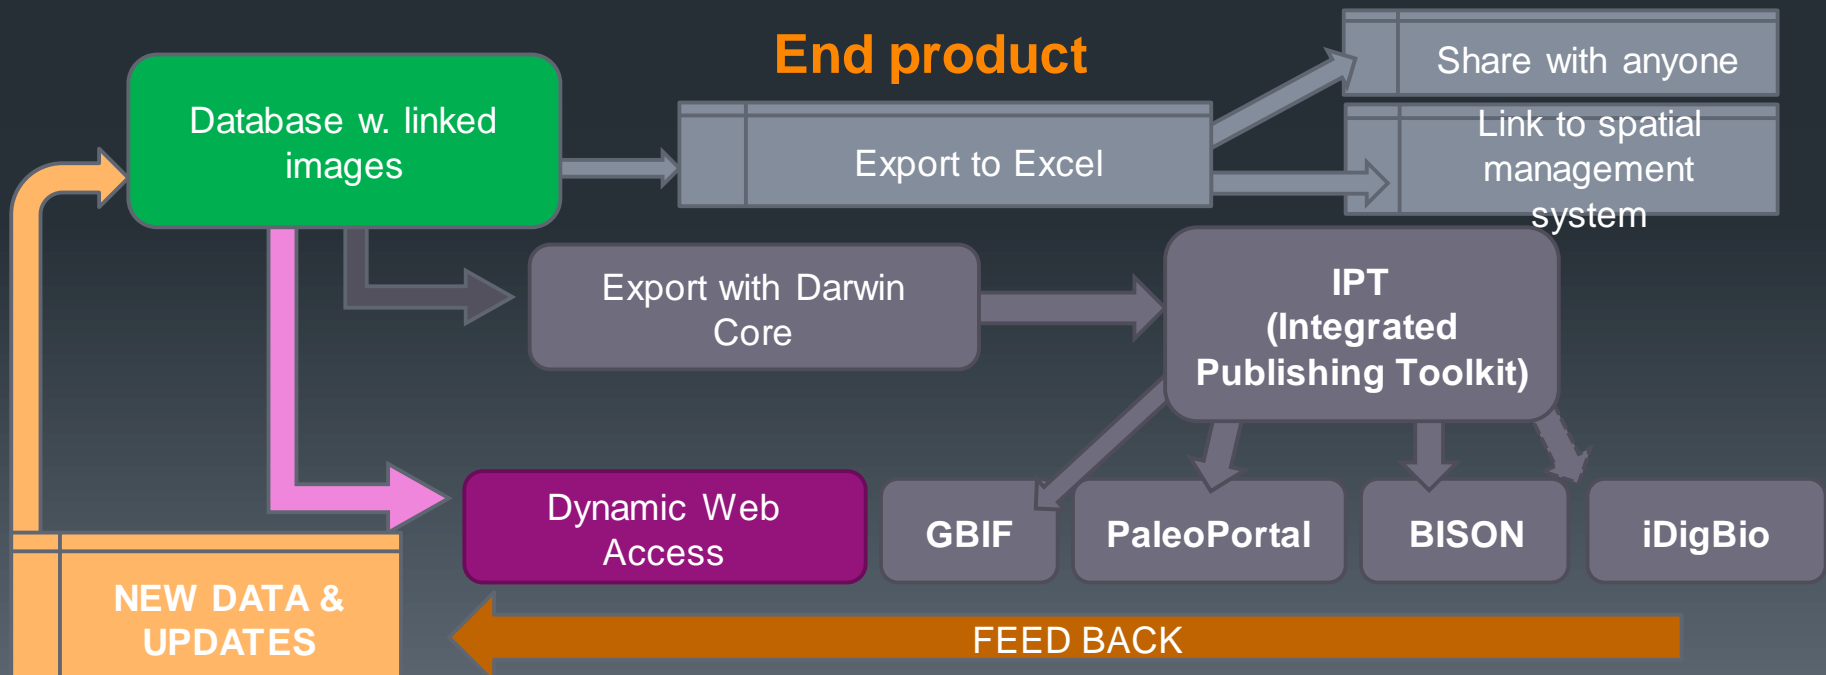 End product
Share with anyone
Database w. linked
images
Export to Excel
Link to spatial
management
system
Export with Darwin
Core
IPT
(Integrated
Publishing Toolkit)
Dynamic Web
Access
GBIF
PaleoPortal
BISON
iDigBio
NEW DATA &
UPDATES
FEED BACK